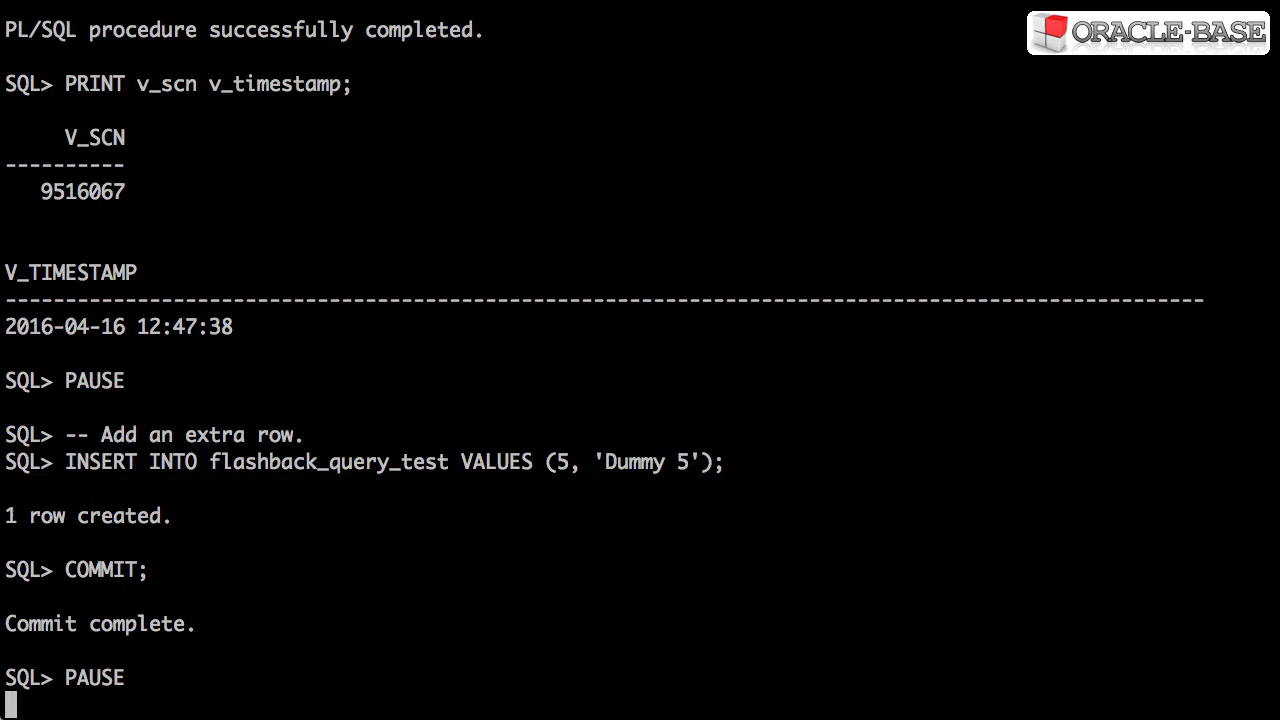 PL/SQL procedure successfully completed.
ORACLE-BASE
SQL> PRINT v_scn v_timestamp;
V_SCN
----------
9516067
V_TIMESTAMP
----------------------------------------------------------------------------------------------------
2016-04-16 12:47:38
SQL> PAUSE
SQL> -- Add an extra row.
SQL> INSERT INTO flashback_query_test VALUES (5, 'Dummy 5');
1 row created.
SQL> COMMIT;
Commit complete.
SQL> PAUSE